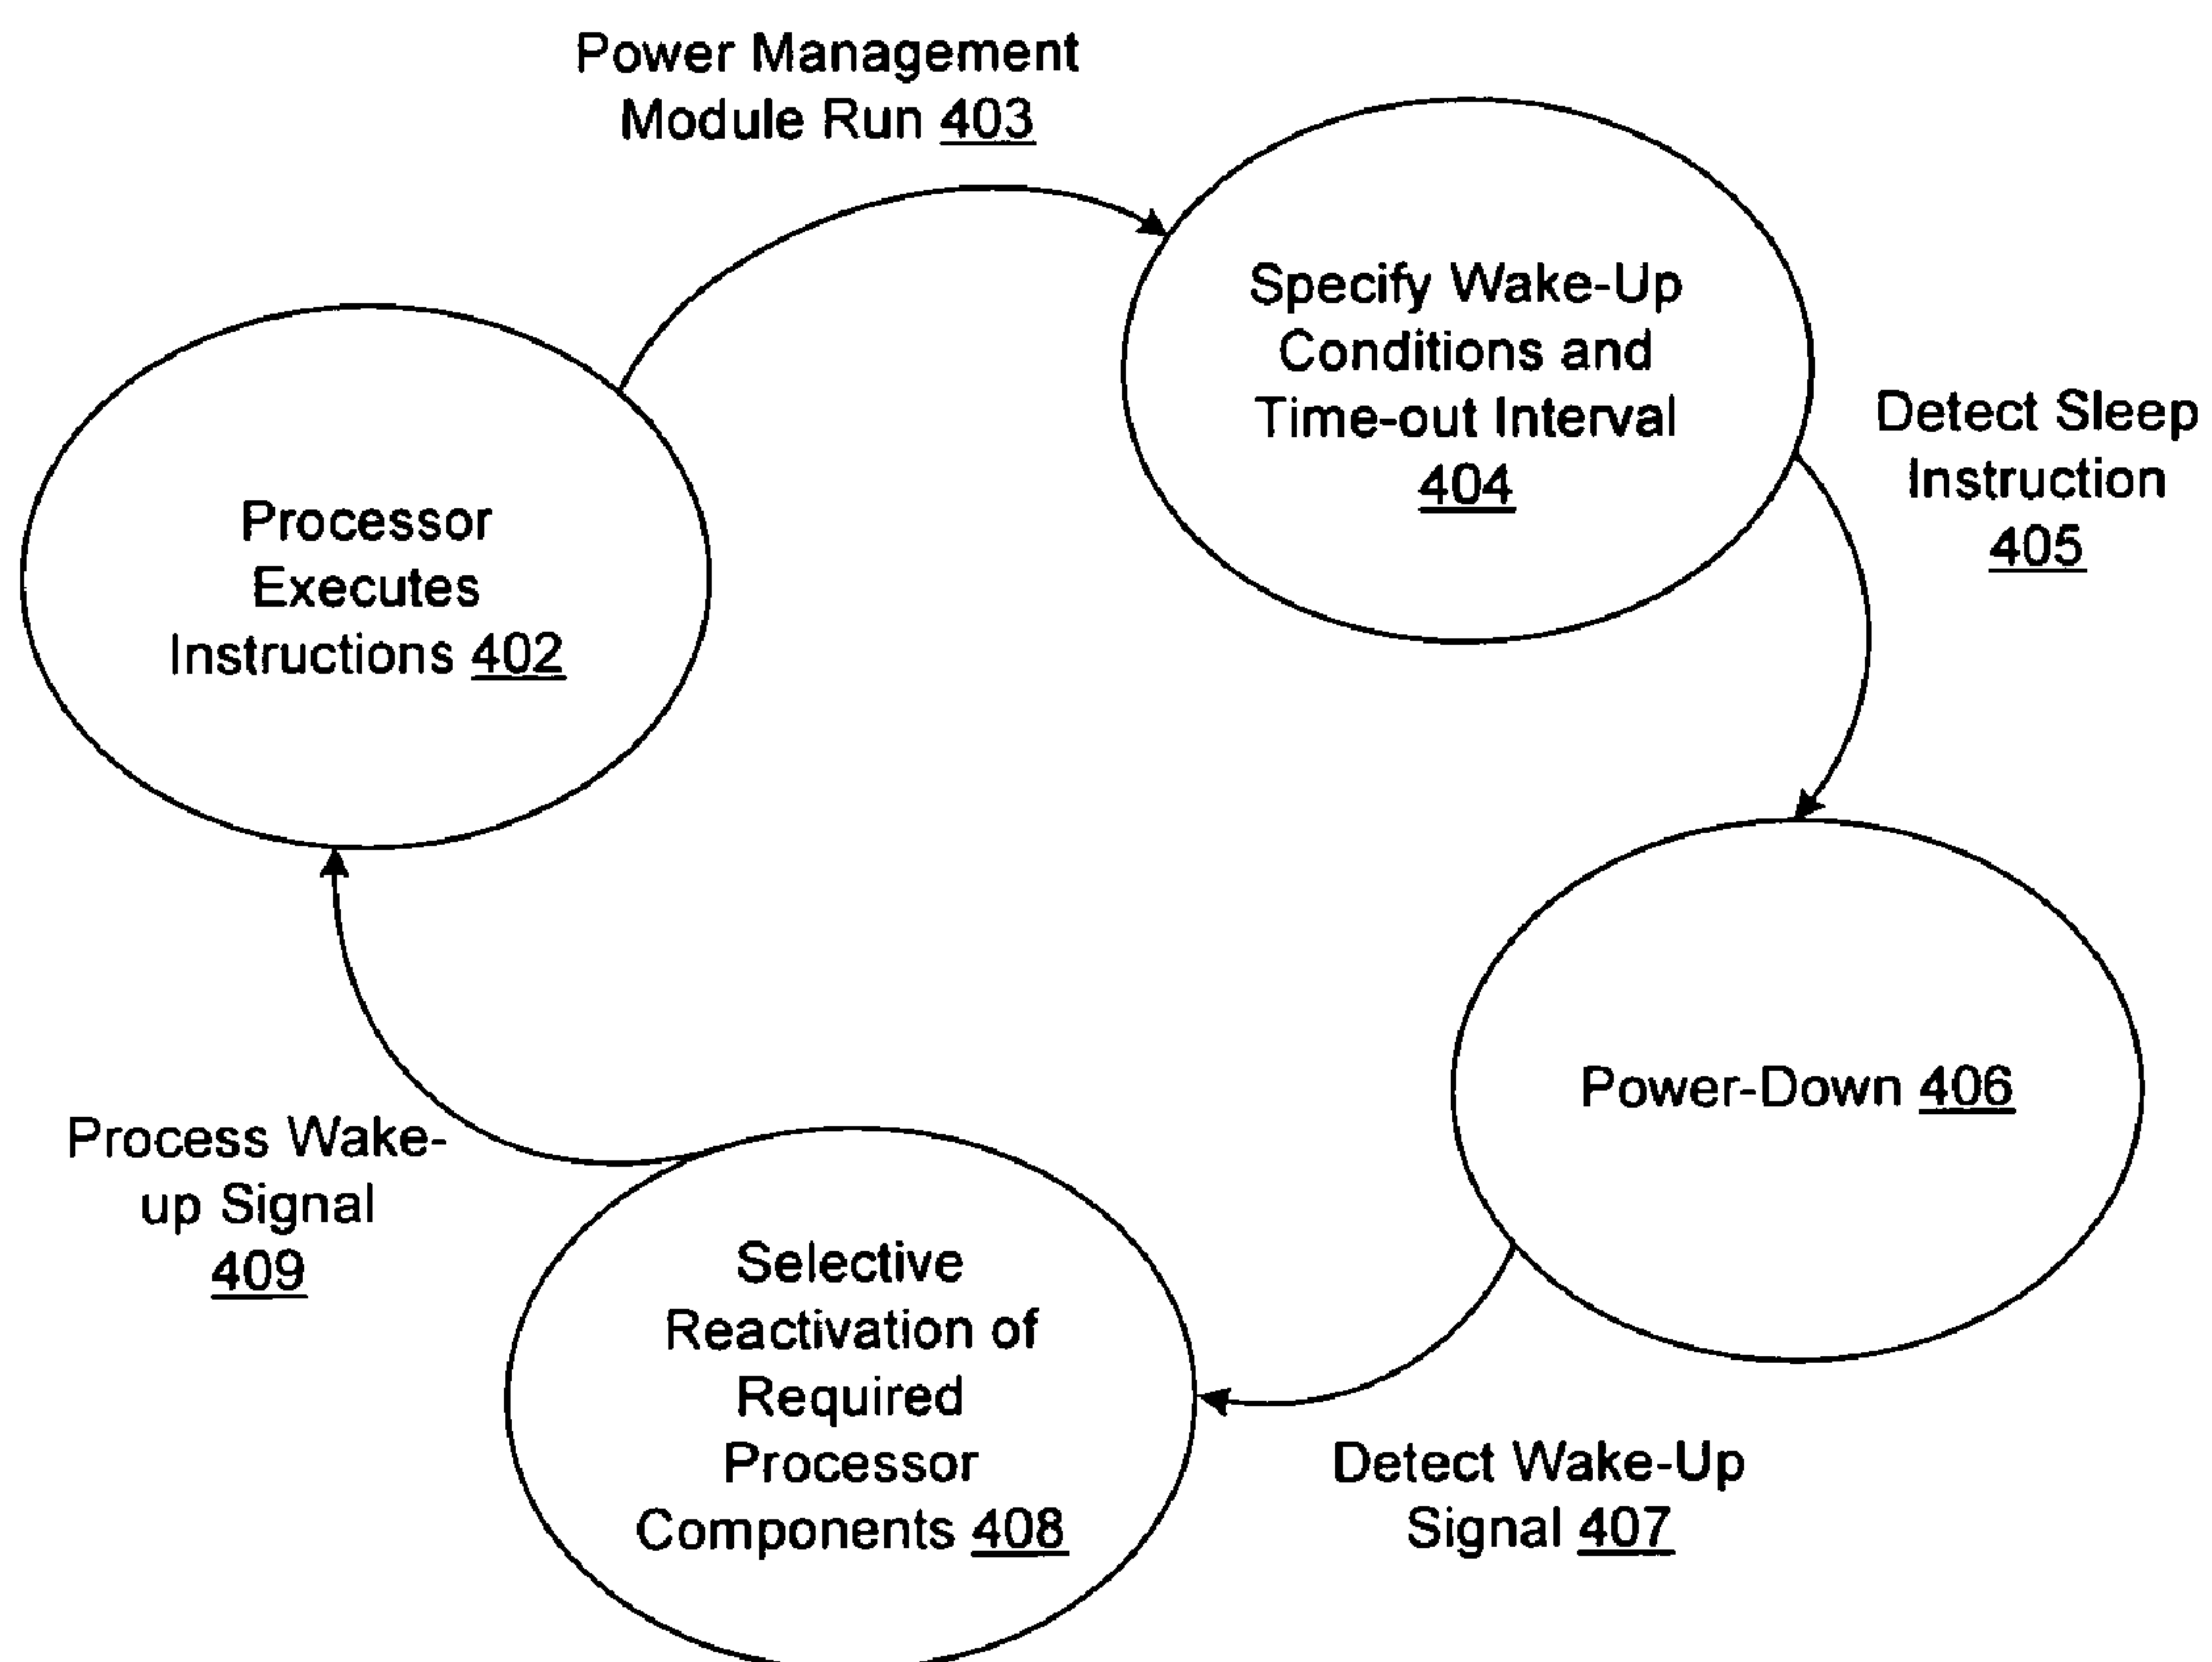 Power Management
Module Run 403
Specify Wake-Up
Conditions and
Time-out Interval
404
Detect Sleep
Instruction
405
Processor
Executes
Instructions 402
Power-Down 406
Process Wake-
up Signal
409
Selective
Reactivation of
Required
Processor
Components 408
Detect Wake-Up
Signal 407